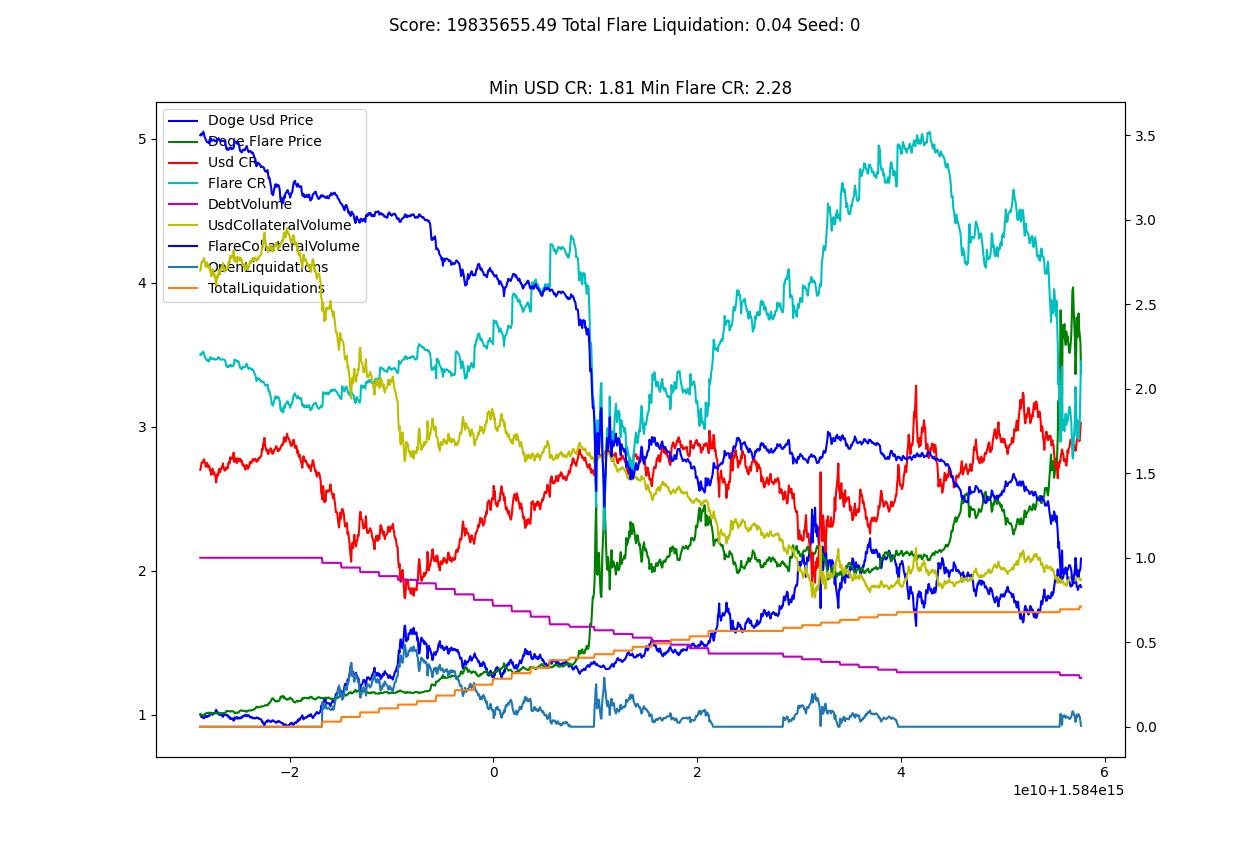 Score: 19835655.49 Total Flare Liquidation: 0.04 Seed: 0
Min USD CR: 1.81 Min Flare CR: 2.28
Doge Usd Price
Doge Flare Price
Usd CR
Flare CR
DebtVolume
UsdCollateralVolume
FlareCollateralVolume
OpenLiquidations
TotalLiquidations
5
4
3
2
1
3.5
3.0
2.5
2.0
1.5
1.0
0.5
0.0
−2
0
2
4
6
1e10+1.584e15